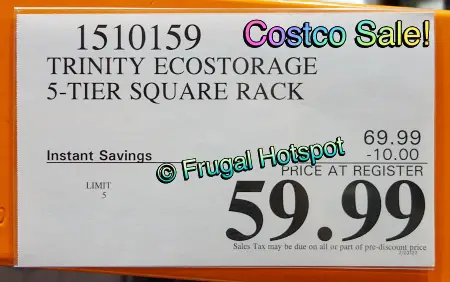 Costco Sale!
1510159
TRINITY ECOSTORAGE
5-TIER SQUARE RACK
© Frugal Hotspot
69.99
Instant Savings -10.00
PRICE AT REGISTER
LIMIT
5
59.99
Sales Tax may be due on all or part of pre-discount price